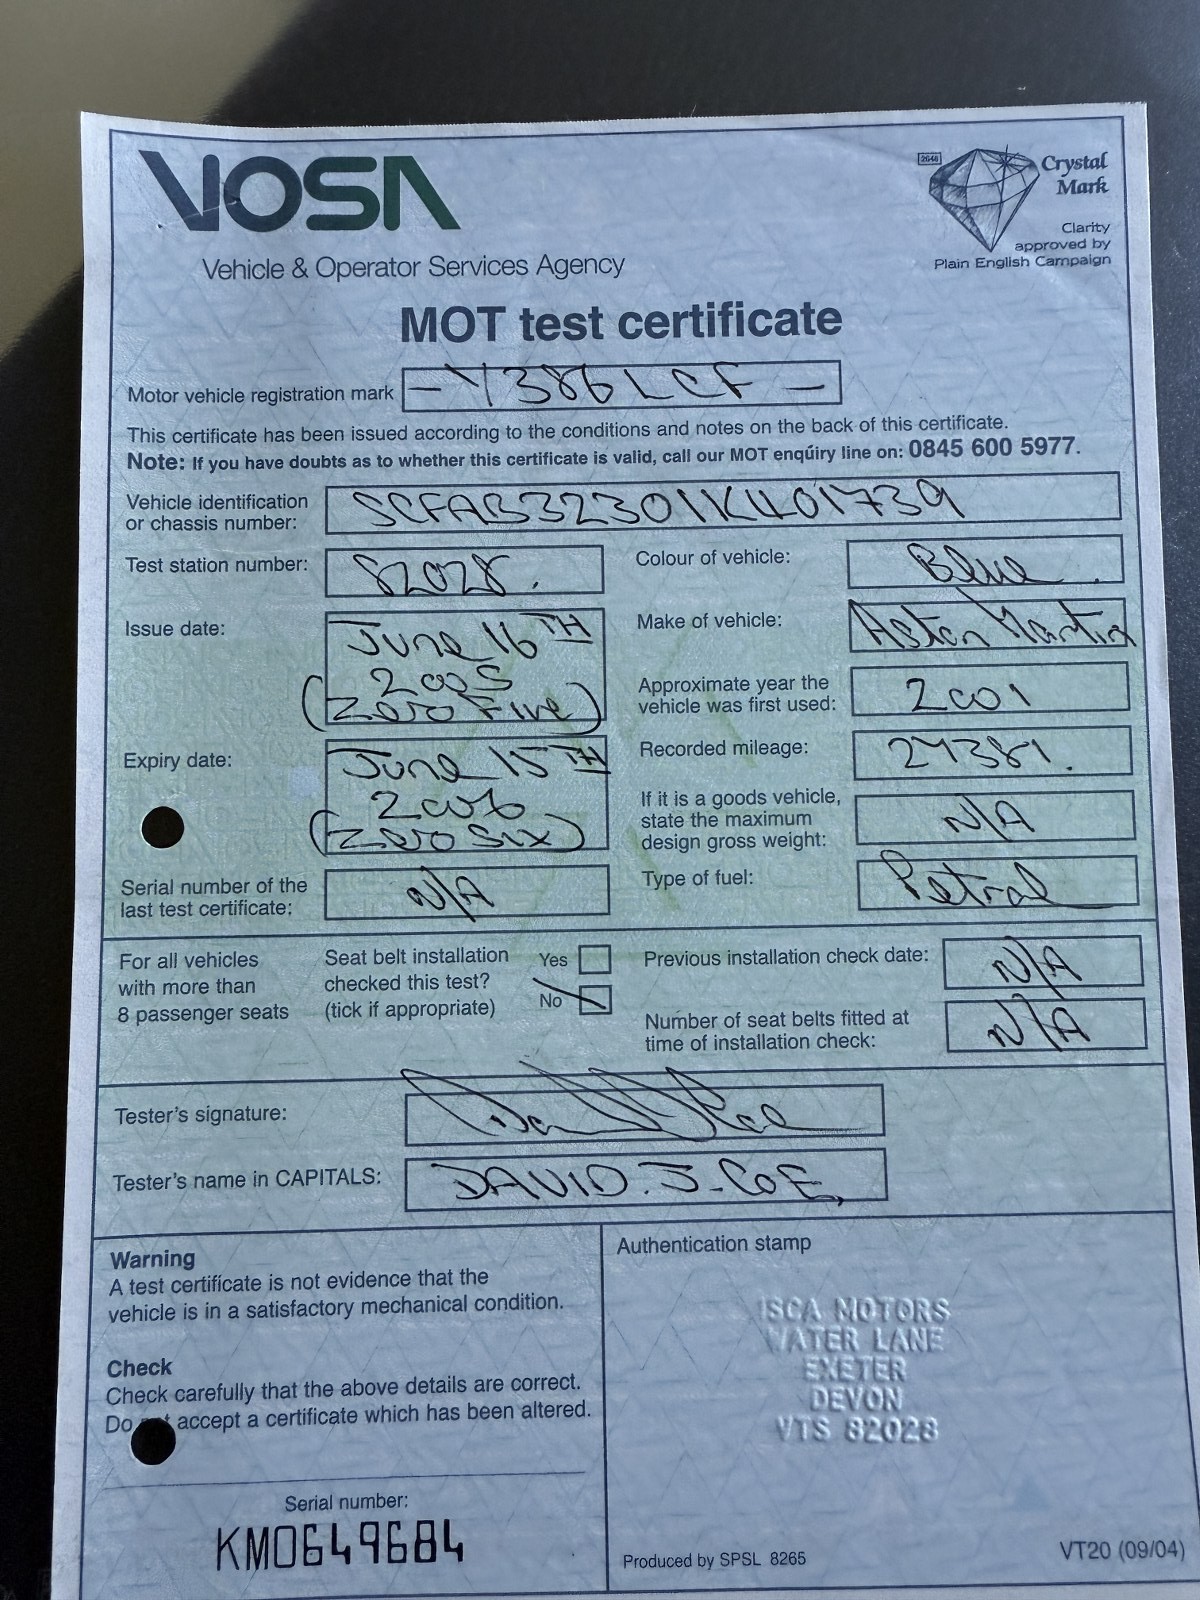 VOSA
Vehicle & Operator Services Agency
2646
Crystal
Mark
Clarity
approved by
Plain English Campaign
MOT test certificate
Motor vehicle registration mark - Y386LCF -
This certificate has been issued according to the conditions and notes on the back of this certificate.
Note: If you have doubts as to whether this certificate is valid, call our MOT enquiry line on: 0845 600 5977.
Vehicle identification
or chassis number: SCFAB32301K401739
Test station number: 82028.
Issue date: June 16TH
2005
(Zero Five)
Expiry date: June 15TH
2006
(Zero Six)
Serial number of the
last test certificate: N/A
Colour of vehicle: Blue.
Make of vehicle: Aston Martin
Approximate year the
vehicle was first used: 2001
Recorded mileage: 27381.
If it is a goods vehicle,
state the maximum
design gross weight: N/A
Type of fuel: Petrol
For all vehicles
with more than
8 passenger seats
Seat belt installation
checked this test?
(tick if appropriate)
Yes
No
Previous installation check date: N/A
Number of seat belts fitted at
time of installation check: N/A
Tester's signature:
Tester's name in CAPITALS: DAVID. J. COE.
Warning
A test certificate is not evidence that the
vehicle is in a satisfactory mechanical condition.
Check
Check carefully that the above details are correct.
Do accept a certificate which has been altered.
Serial number:
KM0649684
Authentication stamp
ISCA MOTORS
WATER LANE
EXETER
DEVON
VTS 82028
Produced by SPSL 8265
VT20 (09/04)